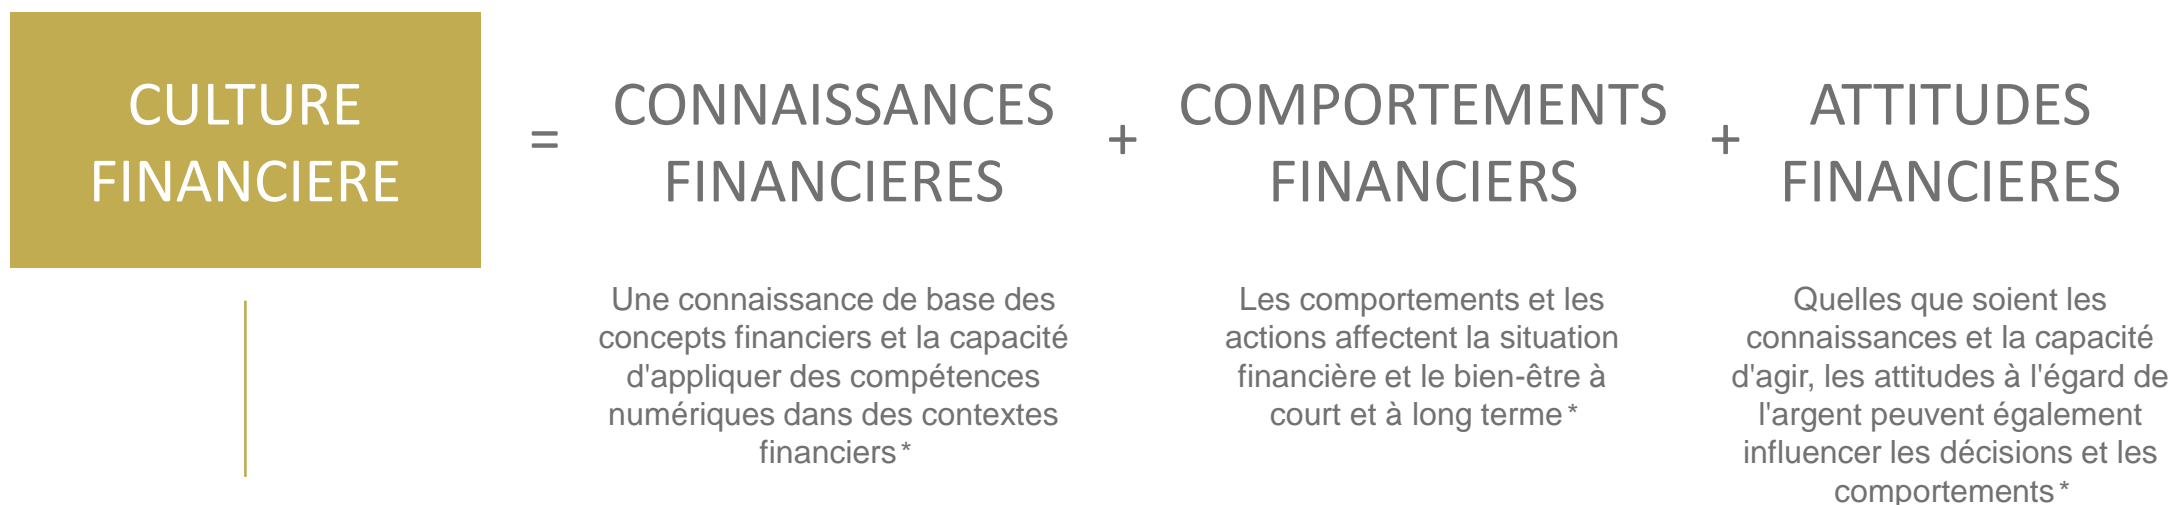 CULTURE
FINANCIERE
=
CONNAISSANCES
FINANCIERES
+
COMPORTEMENTS
FINANCIERS
+
ATTITUDES
FINANCIERES
Une connaissance de base des
concepts financiers et la capacité
d'appliquer des compétences
numériques dans des contextes
financiers *
Les comportements et les
actions affectent la situation
financière et le bien-être à
court et à long terme *
Quelles que soient les
connaissances et la capacité
d'agir, les attitudes à l'égard de
l'argent peuvent également
influencer les décisions et les
comportements *